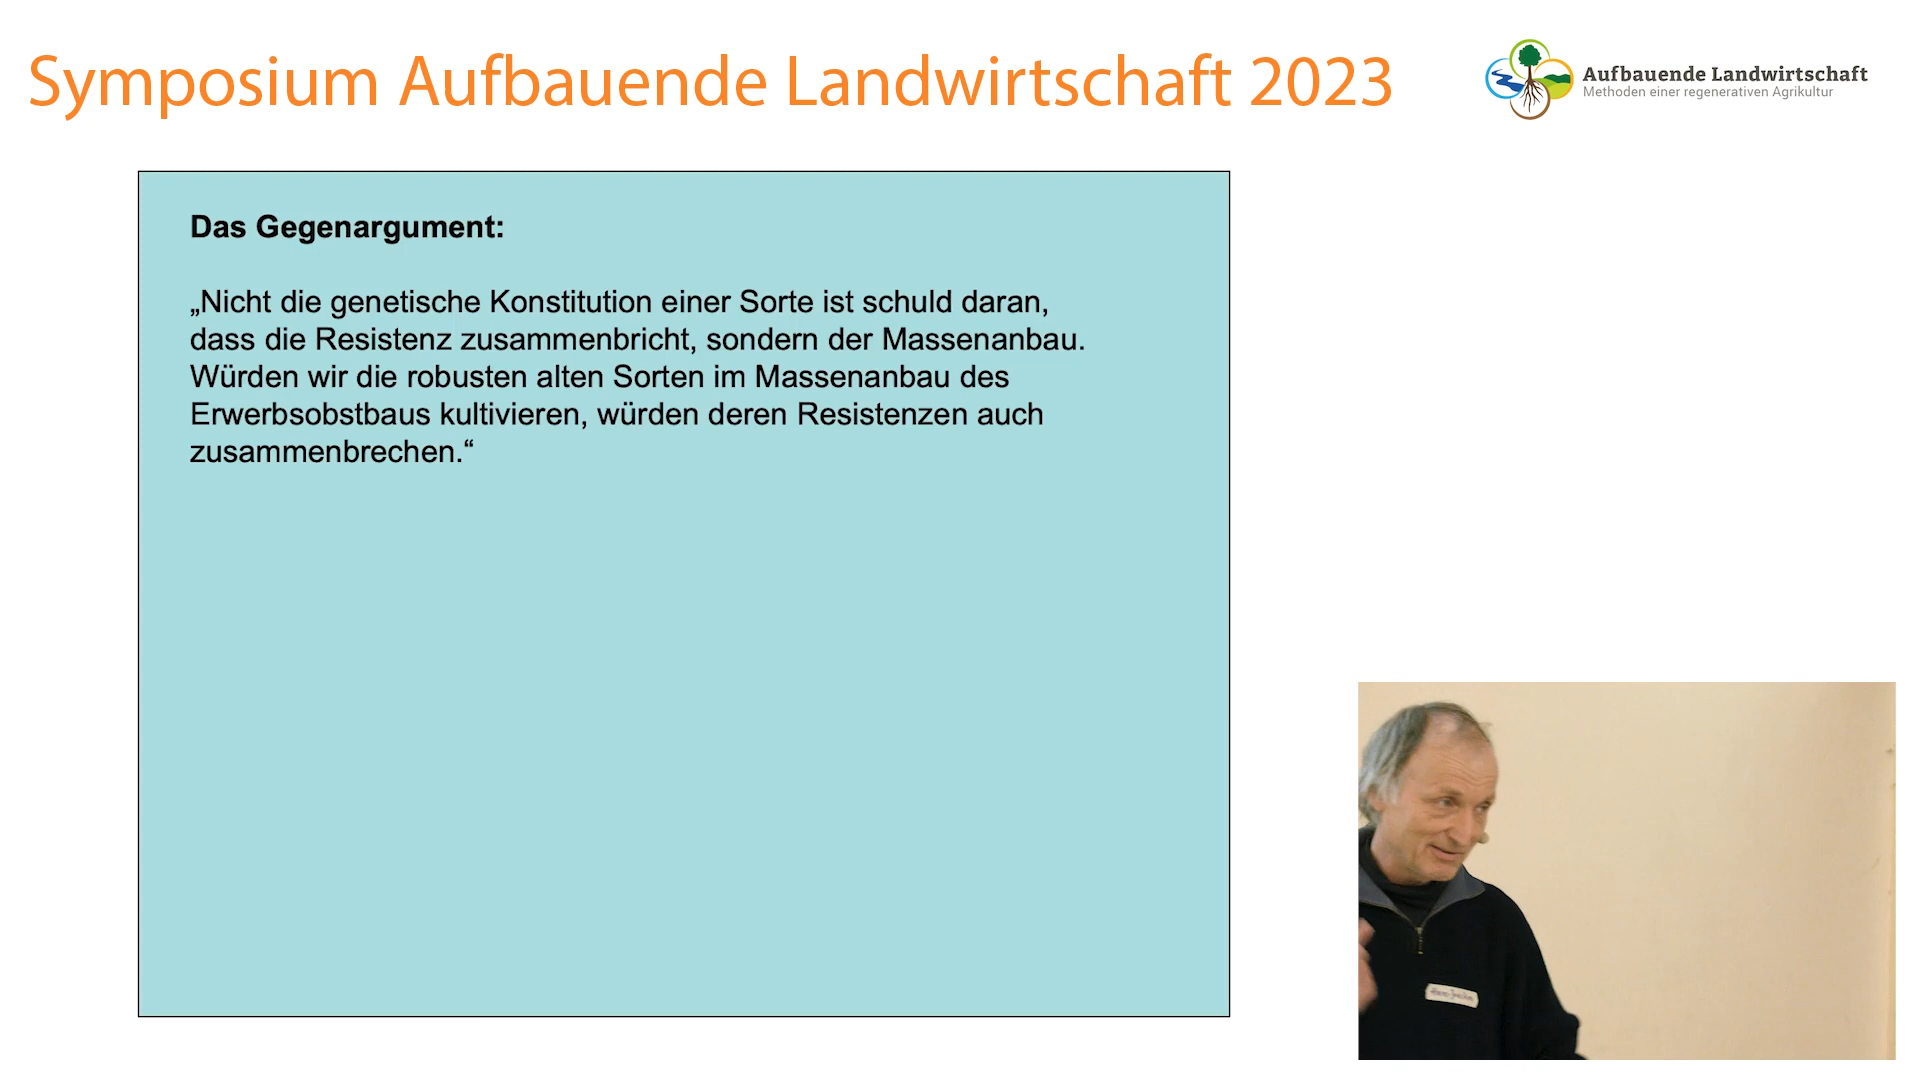 Symposium Aufbauende Landwirtschaft 2023
Aufbauende Landwirtschaft
Methoden einer regenerativen Agrikultur
Das Gegenargument:
„Nicht die genetische Konstitution einer Sorte ist schuld daran,
dass die Resistenz zusammenbricht, sondern der Massenanbau.
Würden wir die robusten alten Sorten im Massenanbau des
Erwerbsobstbaus kultivieren, würden deren Resistenzen auch
zusammenbrechen.“